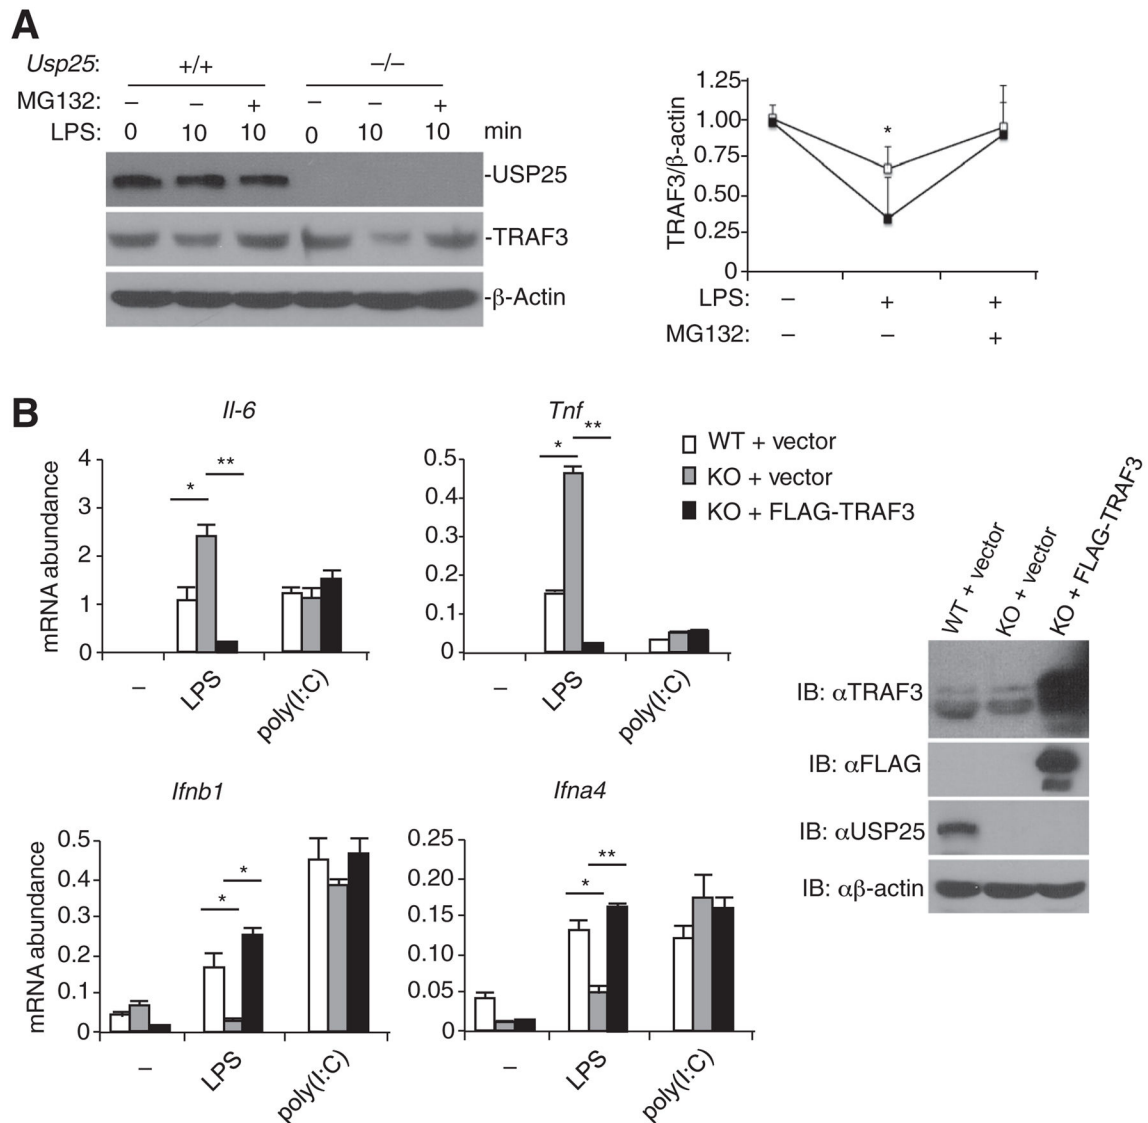 A
Usp25: +/+ −/−
MG132: − − + − − +
LPS: 0 10 10 0 10 10 min
-USP25
-TRAF3
-β-Actin
TRAF3/β-actin
1.25
1.00
0.75
0.50
0.25
0
*
LPS: − + +
MG132: − − +
B
Il-6
mRNA abundance
4
3
2
1
0
* **
− LPS poly(I:C)
Tnf
0.5
0.4
0.3
0.2
0.1
0
* **
− LPS poly(I:C)
WT + vector
KO + vector
KO + FLAG-TRAF3
Ifnb1
mRNA abundance
0.5
0.4
0.3
0.2
0.1
0
* *
− LPS poly(I:C)
Ifna4
0.25
0.20
0.15
0.10
0.05
0
* **
− LPS poly(I:C)
WT + vector
KO + vector
KO + FLAG-TRAF3
IB: αTRAF3
IB: αFLAG
IB: αUSP25
IB: αβ-actin